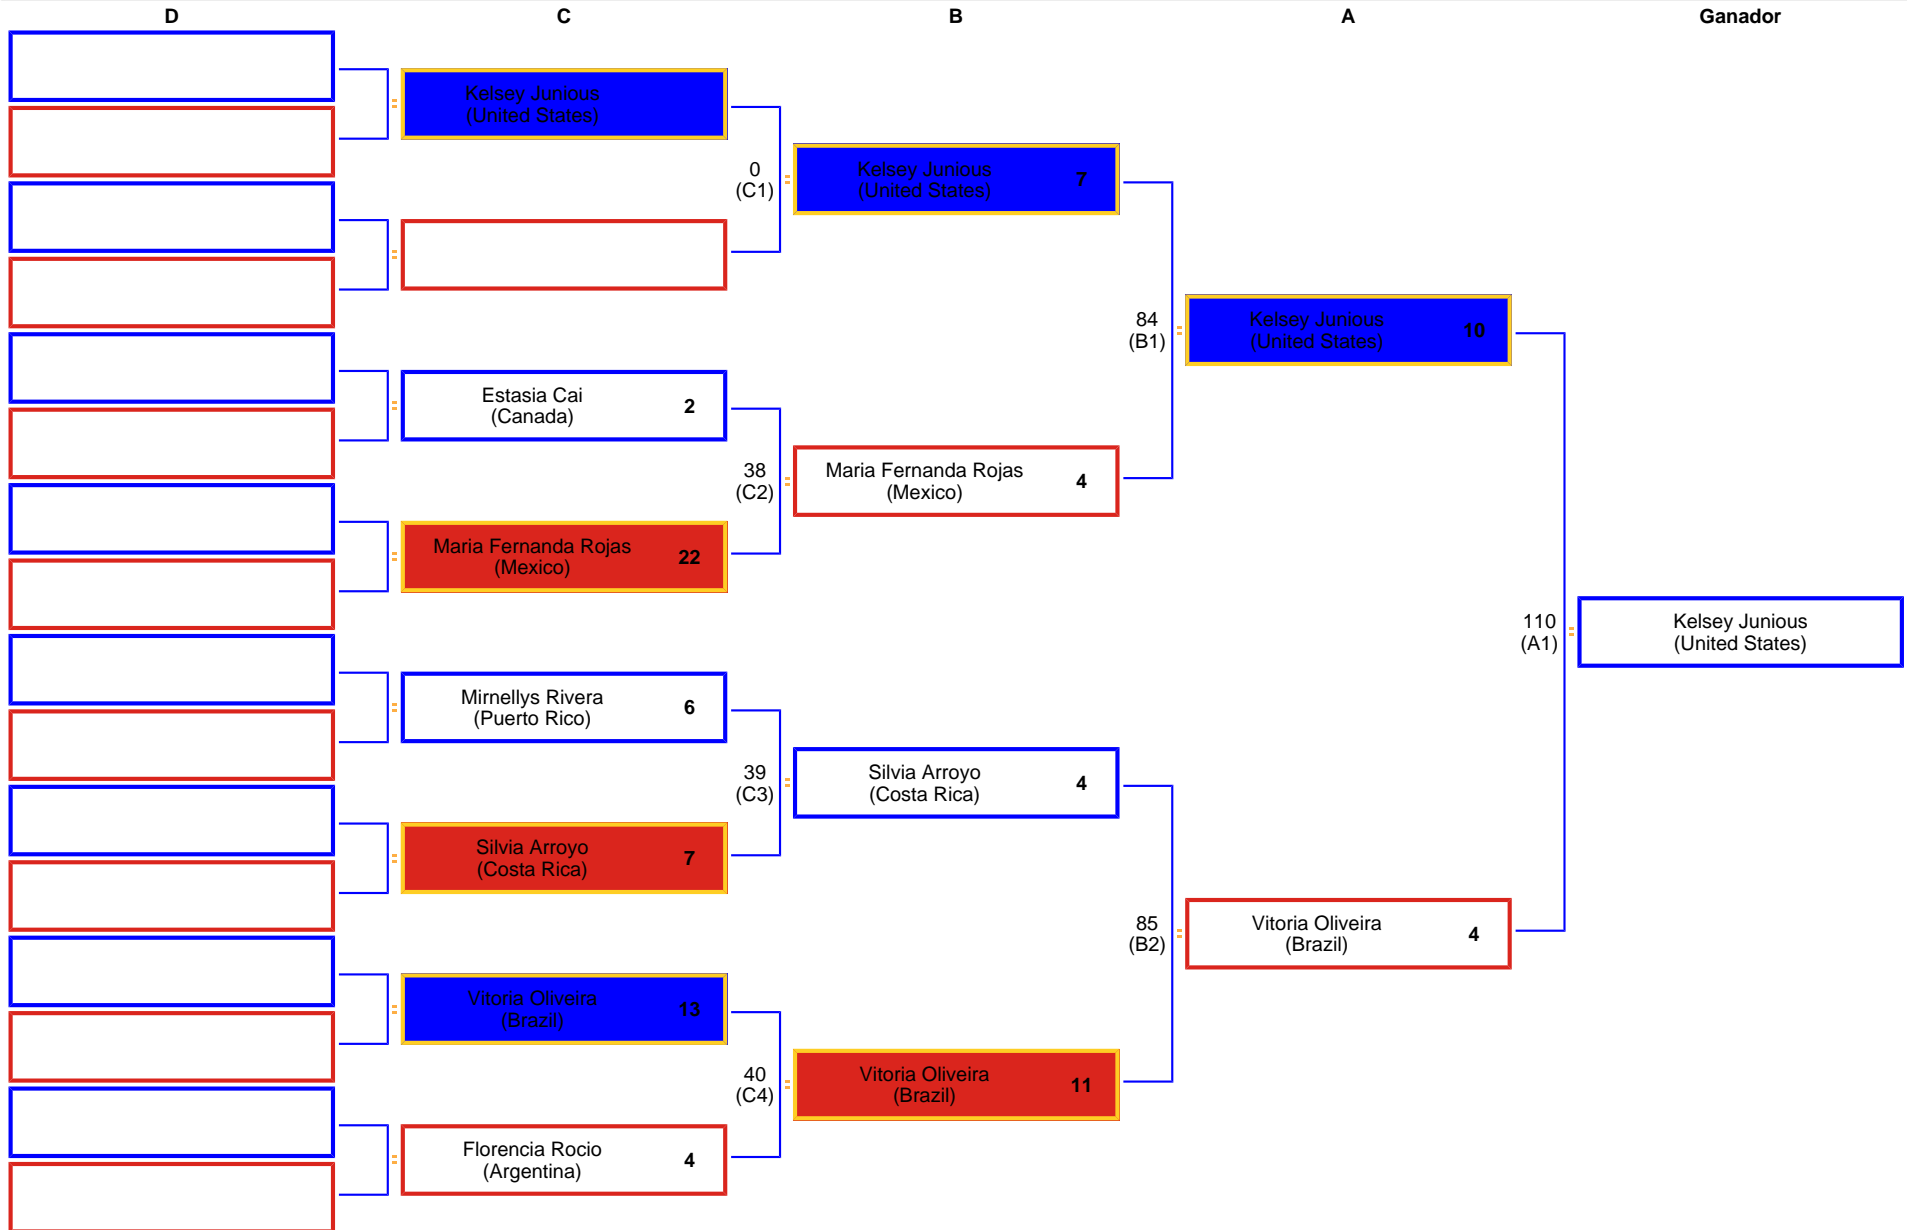 D C B A Ganador
Kelsey Junious
(United States)
0
(C1)
Kelsey Junious 7
(United States)
84
(B1)
Kelsey Junious 10
(United States)
Estasia Cai 2
(Canada)
38
(C2)
Maria Fernanda Rojas 4
(Mexico)
Maria Fernanda Rojas 22
(Mexico)
110
(A1)
Kelsey Junious
(United States)
Mirnellys Rivera 6
(Puerto Rico)
39
(C3)
Silvia Arroyo 4
(Costa Rica)
Silvia Arroyo 7
(Costa Rica)
85
(B2)
Vitoria Oliveira 4
(Brazil)
Vitoria Oliveira 13
(Brazil)
40
(C4)
Vitoria Oliveira 11
(Brazil)
Florencia Rocio 4
(Argentina)